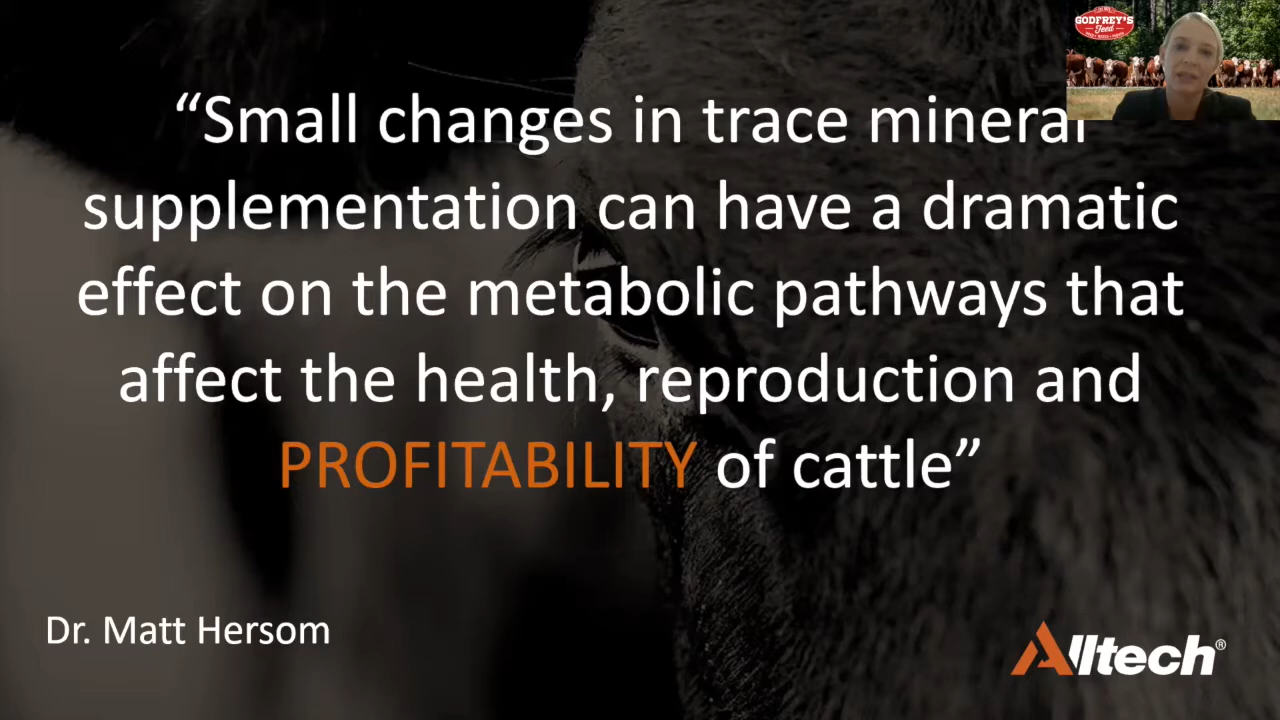 GODFREY'S
Feed
“Small changes in trace mineral
supplementation can have a dramatic
effect on the metabolic pathways that
affect the health, reproduction and
PROFITABILITY of cattle”
Dr. Matt Hersom
Alltech®